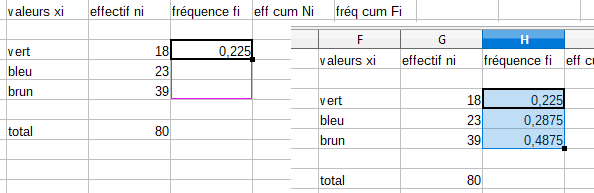 valeurs xi effectif ni fréquence fi eff cum Ni fréq cum Fi
vert 18 0,225
bleu 23
brun 39
total 80
F G H
valeurs xi effectif ni fréquence fi eff cu
vert 18 0,225
bleu 23 0,2875
brun 39 0,4875
total 80